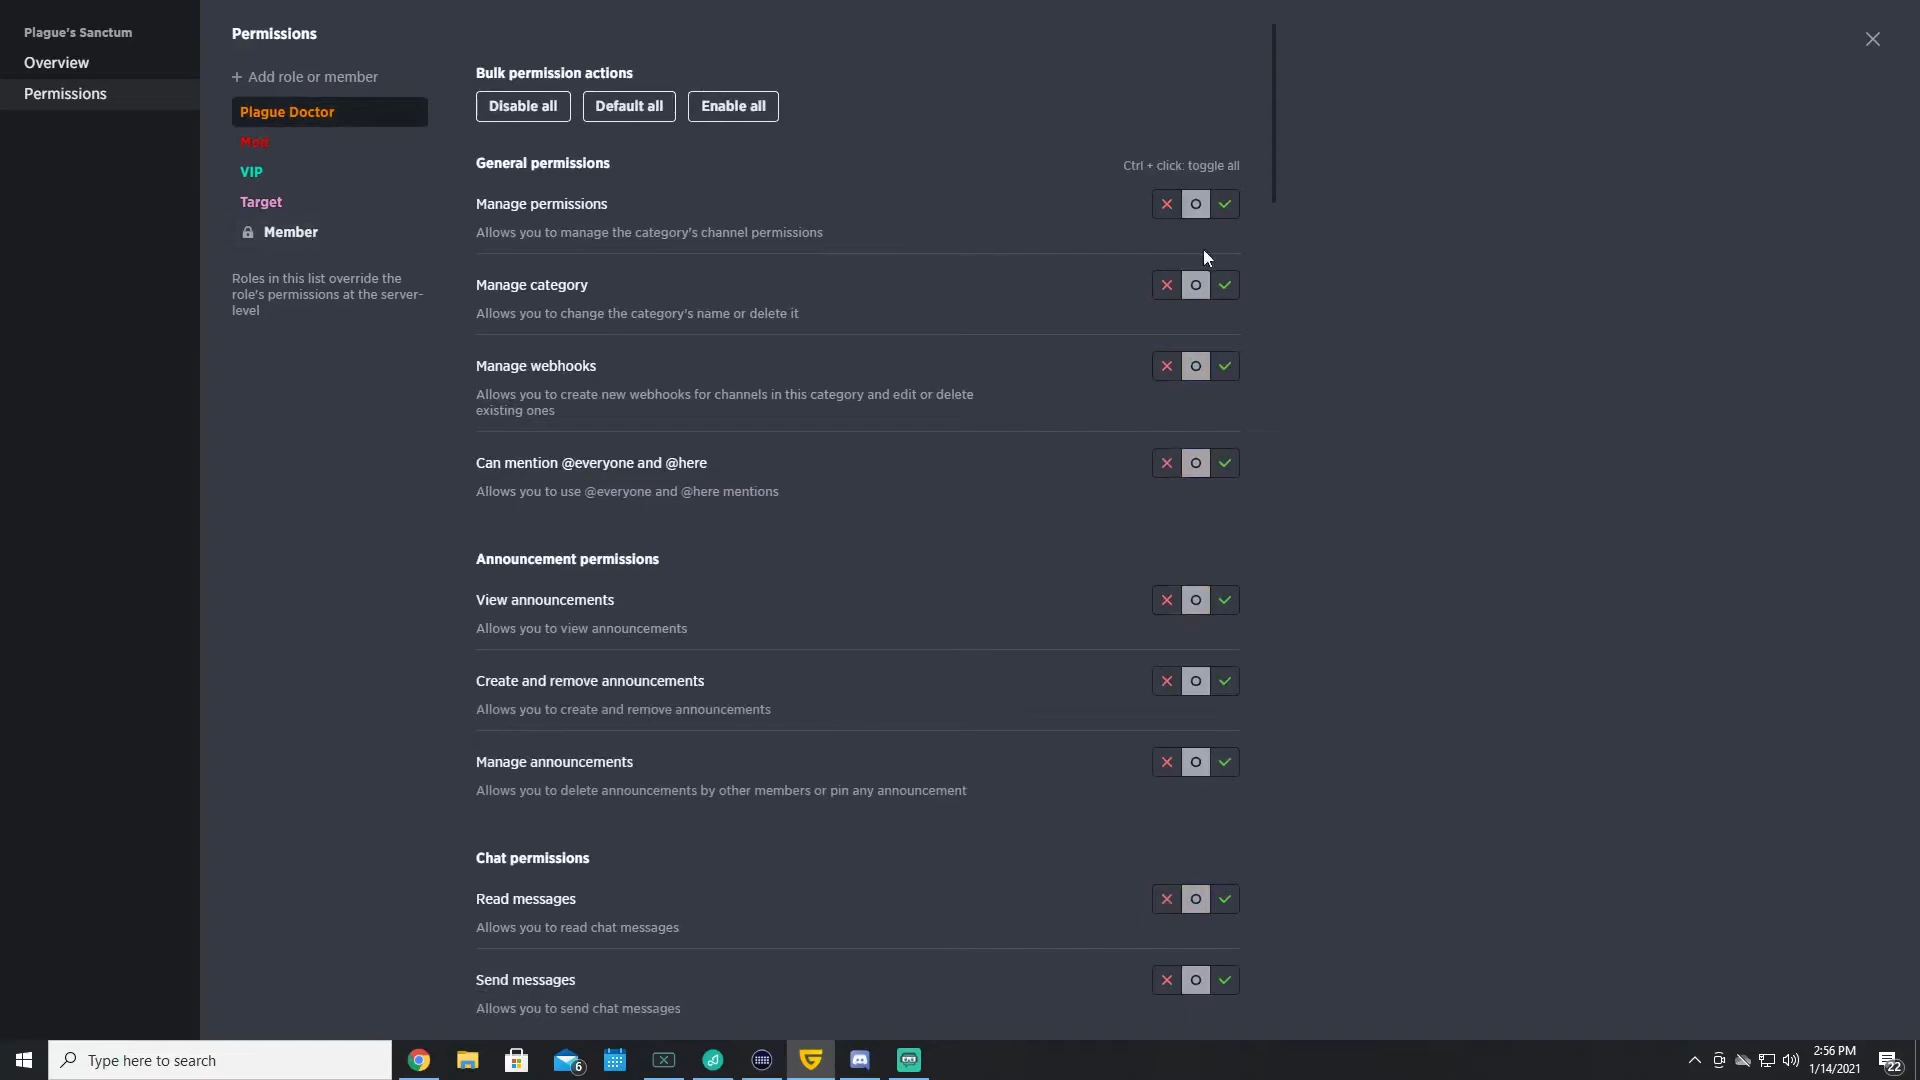 Plague's Sanctum
Overview
Permissions
Permissions
+ Add role or member
Plague Doctor
VIP
Target
Member
Roles in this list override the
role's permissions at the server-
level
Bulk permission actions
Disable all
Default all
Enable all
General permissions
Ctrl + click: toggle all
Manage permissions
Allows you to manage the category's channel permissions
Manage category
Allows you to change the category's name or delete it
Manage webhooks
Allows you to create new webhooks for channels in this category and edit or delete
existing ones
Can mention @everyone and @here
Allows you to use @everyone and @here mentions
Announcement permissions
View announcements
Allows you to view announcements
Create and remove announcements
Allows you to create and remove announcements
Manage announcements
Allows you to delete announcements by other members or pin any announcement
Chat permissions
Read messages
Allows you to read chat messages
Send messages
Allows you to send chat messages
Type here to search
6
2:56 PM
1/14/2021
22